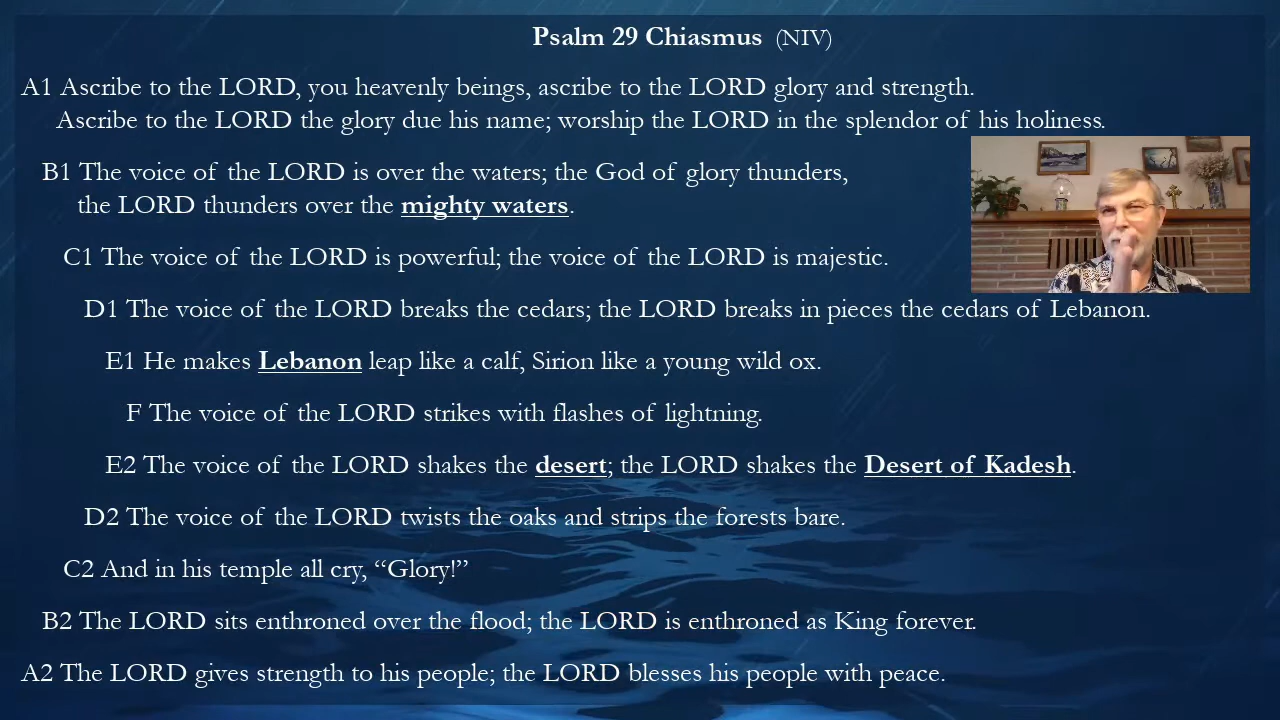 Psalm 29 Chiasmus (NIV)
A1 Ascribe to the LORD, you heavenly beings, ascribe to the LORD glory and strength.
Ascribe to the LORD the glory due his name; worship the LORD in the splendor of his holiness.
B1 The voice of the LORD is over the waters; the God of glory thunders,
the LORD thunders over the mighty waters.
C1 The voice of the LORD is powerful; the voice of the LORD is majestic.
D1 The voice of the LORD breaks the cedars; the LORD breaks in pieces the cedars of Lebanon.
E1 He makes Lebanon leap like a calf, Sirion like a young wild ox.
F The voice of the LORD strikes with flashes of lightning.
E2 The voice of the LORD shakes the desert; the LORD shakes the Desert of Kadesh.
D2 The voice of the LORD twists the oaks and strips the forests bare.
C2 And in his temple all cry, “Glory!”
B2 The LORD sits enthroned over the flood; the LORD is enthroned as King forever.
A2 The LORD gives strength to his people; the LORD blesses his people with peace.